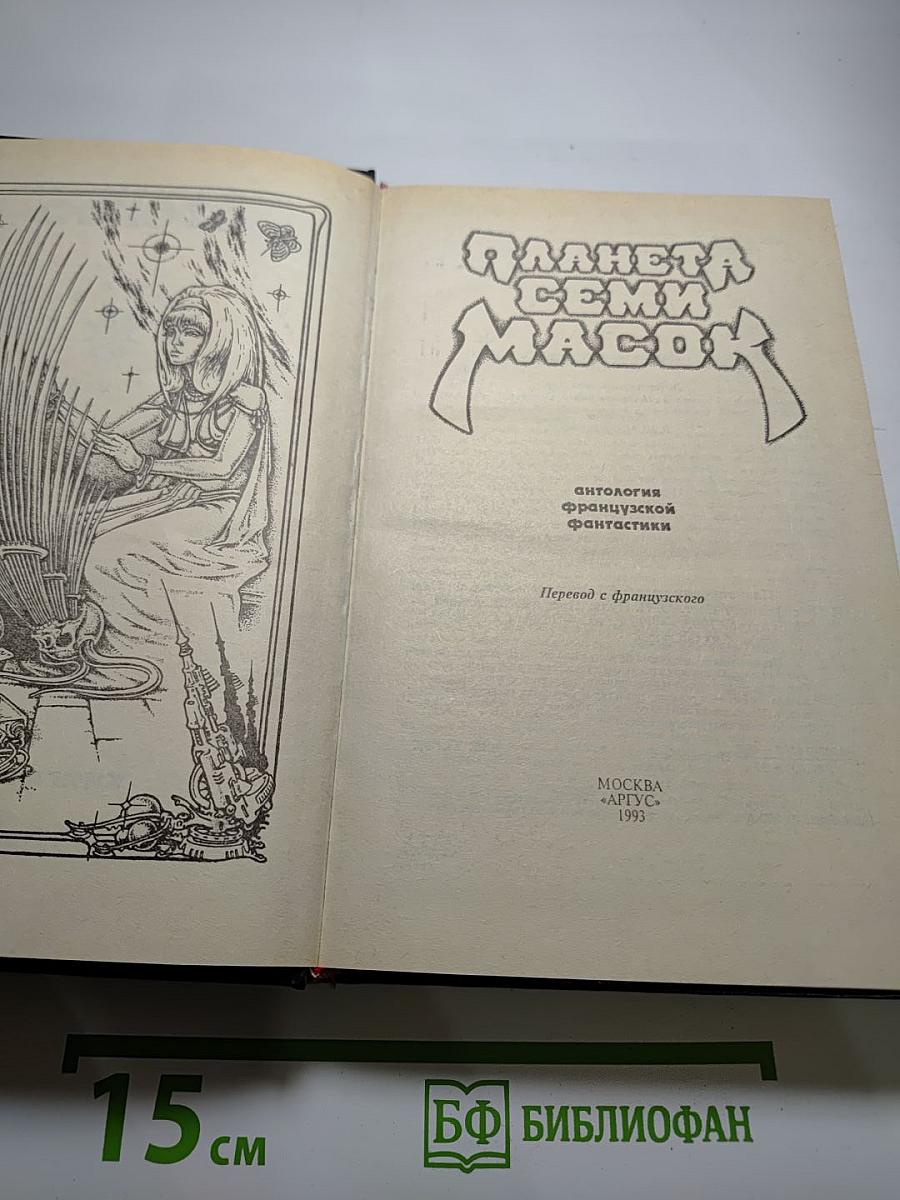 ПЛАНЕТА
СЕМИ
МАСОК
антология
французской
фантастики
Перевод с французского
МОСКВА
«АРГУС»
1993
15 см
БФ БИБЛИОФАН